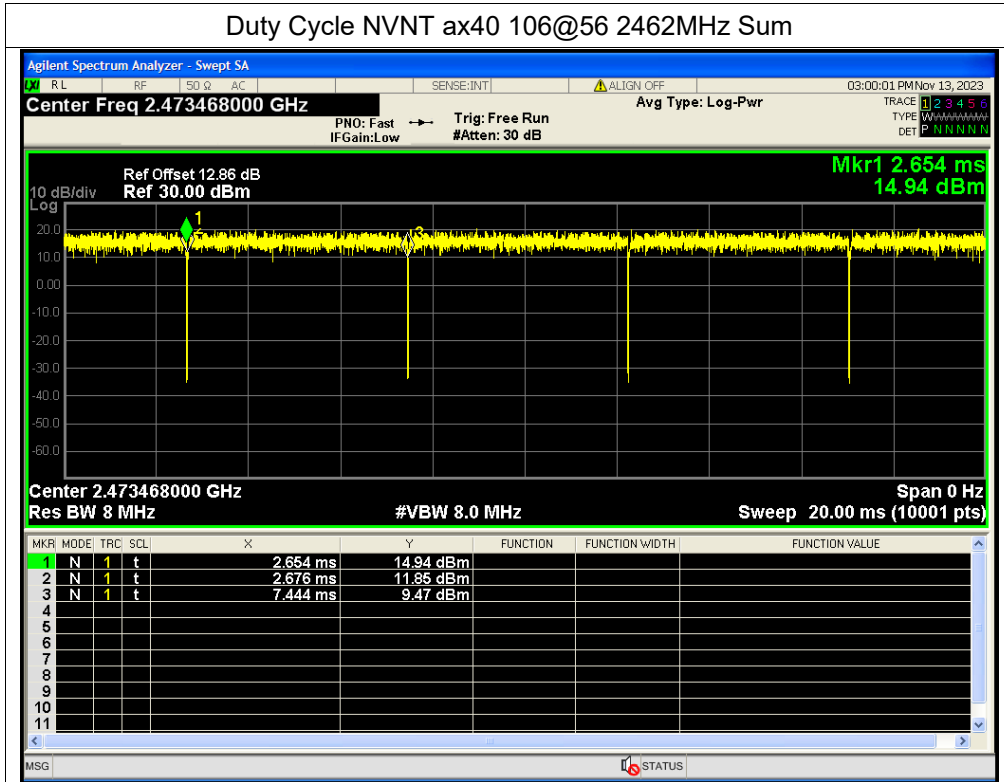 Duty Cycle NVNT ax40 106@56 2462MHz Sum
Agilent Spectrum Analyzer - Swept SA
LXI RL RF 50 Ω AC SENSE:INT ALIGN OFF 03:00:01 PM Nov 13, 2023
Center Freq 2.473468000 GHz Avg Type: Log-Pwr TRACE 1 2 3 4 5 6
PNO: Fast Trig: Free Run TYPE WWWWWW
IFGain:Low #Atten: 30 dB DET P N N N N N
Mkr1 2.654 ms
Ref Offset 12.86 dB
10 dB/div Ref 30.00 dBm 14.94 dBm
Log
1
20.0
10.0
0.00
-10.0
-20.0
-30.0
-40.0
-50.0
-60.0
Center 2.473468000 GHz Span 0 Hz
Res BW 8 MHz #VBW 8.0 MHz Sweep 20.00 ms (10001 pts)
MKR MODE TRC SCL X Y FUNCTION FUNCTION WIDTH FUNCTION VALUE
1 N 1 t 2.654 ms 14.94 dBm
2 N 1 t 2.676 ms 11.85 dBm
3 N 1 t 7.444 ms 9.47 dBm
4
5
6
7
8
9
10
11
MSG STATUS